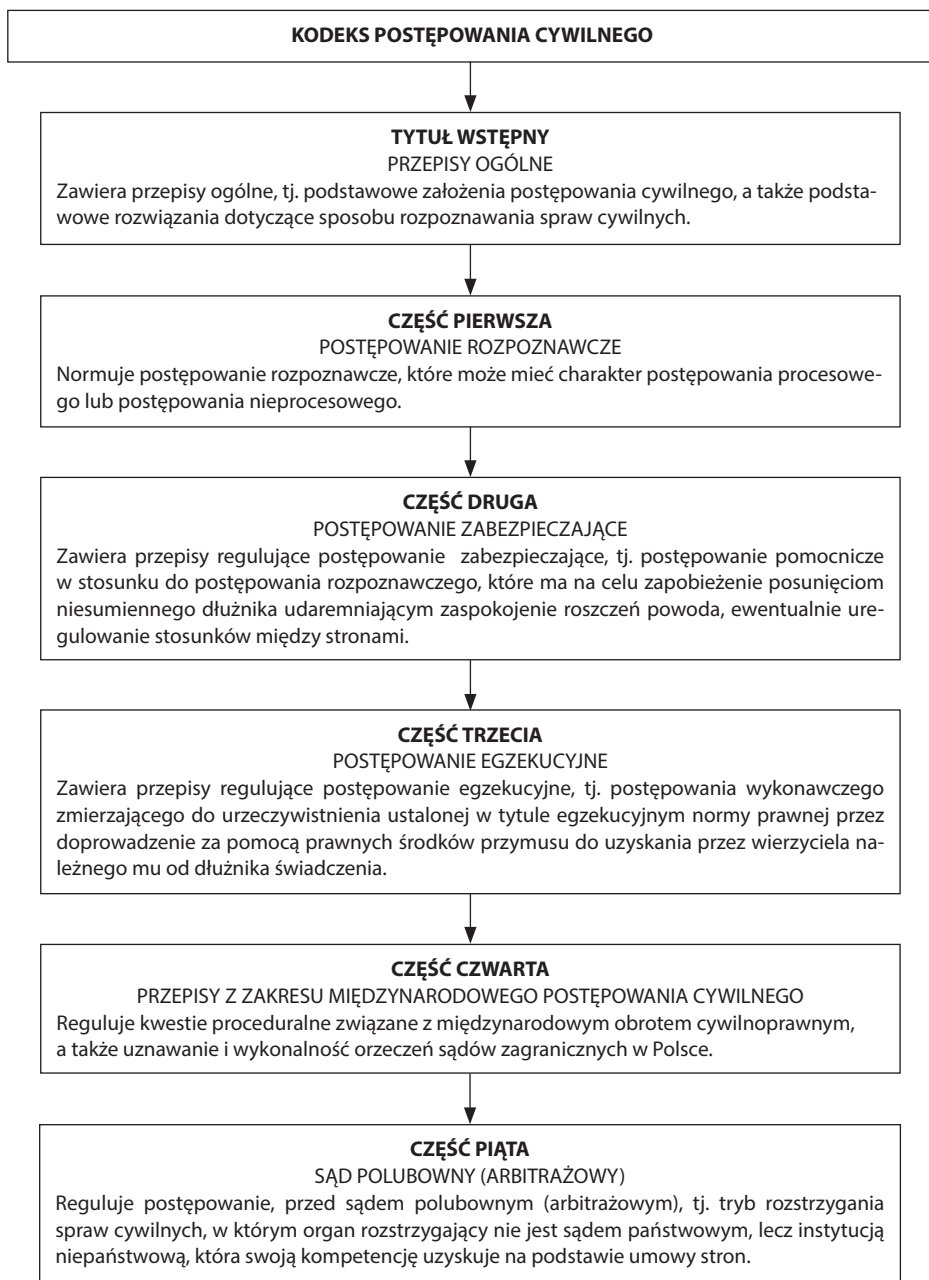 KODEKS POSTĘPOWANIA CYWILNEGO
TYTUŁ WSTĘPNY
PRZEPISY OGÓLNE
Zawiera przepisy ogólne, tj. podstawowe założenia postępowania cywilnego, a także podsta-
wowe rozwiązania dotyczące sposobu rozpoznawania spraw cywilnych.
CZĘŚĆ PIERWSZA
POSTĘPOWANIE ROZPOZNAWCZE
Normuje postępowanie rozpoznawcze, które może mieć charakter postępowania procesowe-
go lub postępowania nieprocesowego.
CZĘŚĆ DRUGA
POSTĘPOWANIE ZABEZPIECZAJĄCE
Zawiera przepisy regulujące postępowanie zabezpieczające, tj. postępowanie pomocnicze
w stosunku do postępowania rozpoznawczego, które ma na celu zapobieżenie posunięciom
niesumiennego dłużnika udaremniającym zaspokojenie roszczeń powoda, ewentualnie ure-
gulowanie stosunków między stronami.
CZĘŚĆ TRZECIA
POSTĘPOWANIE EGZEKUCYJNE
Zawiera przepisy regulujące postępowanie egzekucyjne, tj. postępowania wykonawczego
zmierzającego do urzeczywistnienia ustalonej w tytule egzekucyjnym normy prawnej przez
doprowadzenie za pomocą prawnych środków przymusu do uzyskania przez wierzyciela na-
leżnego mu od dłużnika świadczenia.
CZĘŚĆ CZWARTA
PRZEPISY Z ZAKRESU MIĘDZYNARODOWEGO POSTĘPOWANIA CYWILNEGO
Reguluje kwestie proceduralne związane z międzynarodowym obrotem cywilnoprawnym,
a także uznawanie i wykonalność orzeczeń sądów zagranicznych w Polsce.
CZĘŚĆ PIĄTA
SĄD POLUBOWNY (ARBITRAŻOWY)
Reguluje postępowanie, przed sądem polubownym (arbitrażowym), tj. tryb rozstrzygania
spraw cywilnych, w którym organ rozstrzygający nie jest sądem państwowym, lecz instytucją
niepaństwową, która swoją kompetencję uzyskuje na podstawie umowy stron.